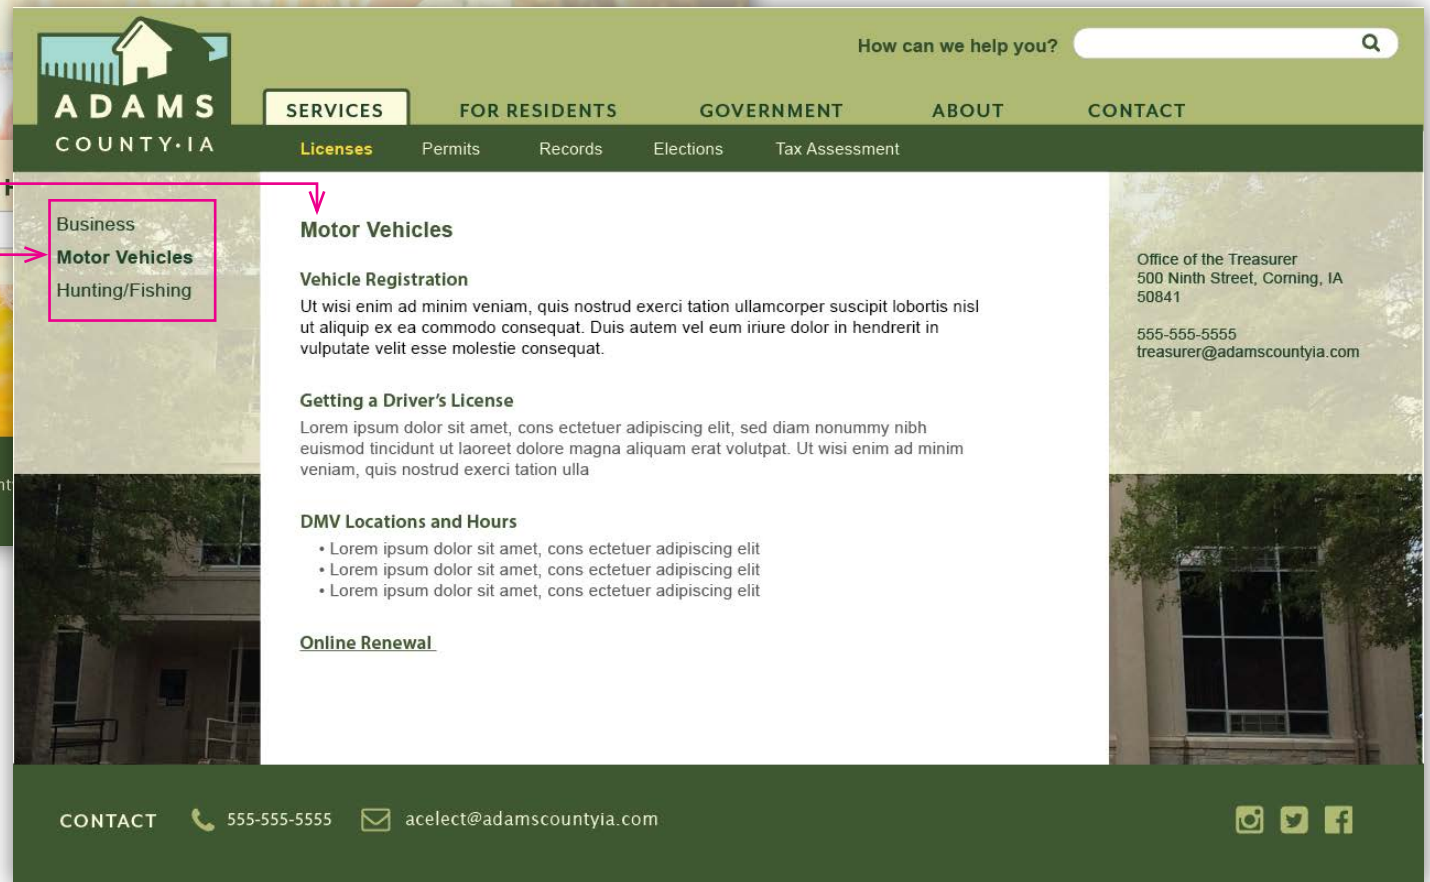 How can we help you?
ADAMS
COUNTY·IA
SERVICES FOR RESIDENTS GOVERNMENT ABOUT CONTACT
Licenses Permits Records Elections Tax Assessment
Business
Motor Vehicles
Hunting/Fishing
Motor Vehicles
Vehicle Registration
Ut wisi enim ad minim veniam, quis nostrud exerci tation ullamcorper suscipit lobortis nisl
ut aliquip ex ea commodo consequat. Duis autem vel eum iriure dolor in hendrerit in
vulputate velit esse molestie consequat.
Getting a Driver's License
Lorem ipsum dolor sit amet, cons ectetuer adipiscing elit, sed diam nonummy nibh
euismod tincidunt ut laoreet dolore magna aliquam erat volutpat. Ut wisi enim ad minim
veniam, quis nostrud exerci tation ulla
DMV Locations and Hours
• Lorem ipsum dolor sit amet, cons ectetuer adipiscing elit
• Lorem ipsum dolor sit amet, cons ectetuer adipiscing elit
• Lorem ipsum dolor sit amet, cons ectetuer adipiscing elit
Online Renewal
Office of the Treasurer
500 Ninth Street, Corning, IA
50841
555-555-5555
treasurer@adamscountyia.com
CONTACT 555-555-5555 acelect@adamscountyia.com